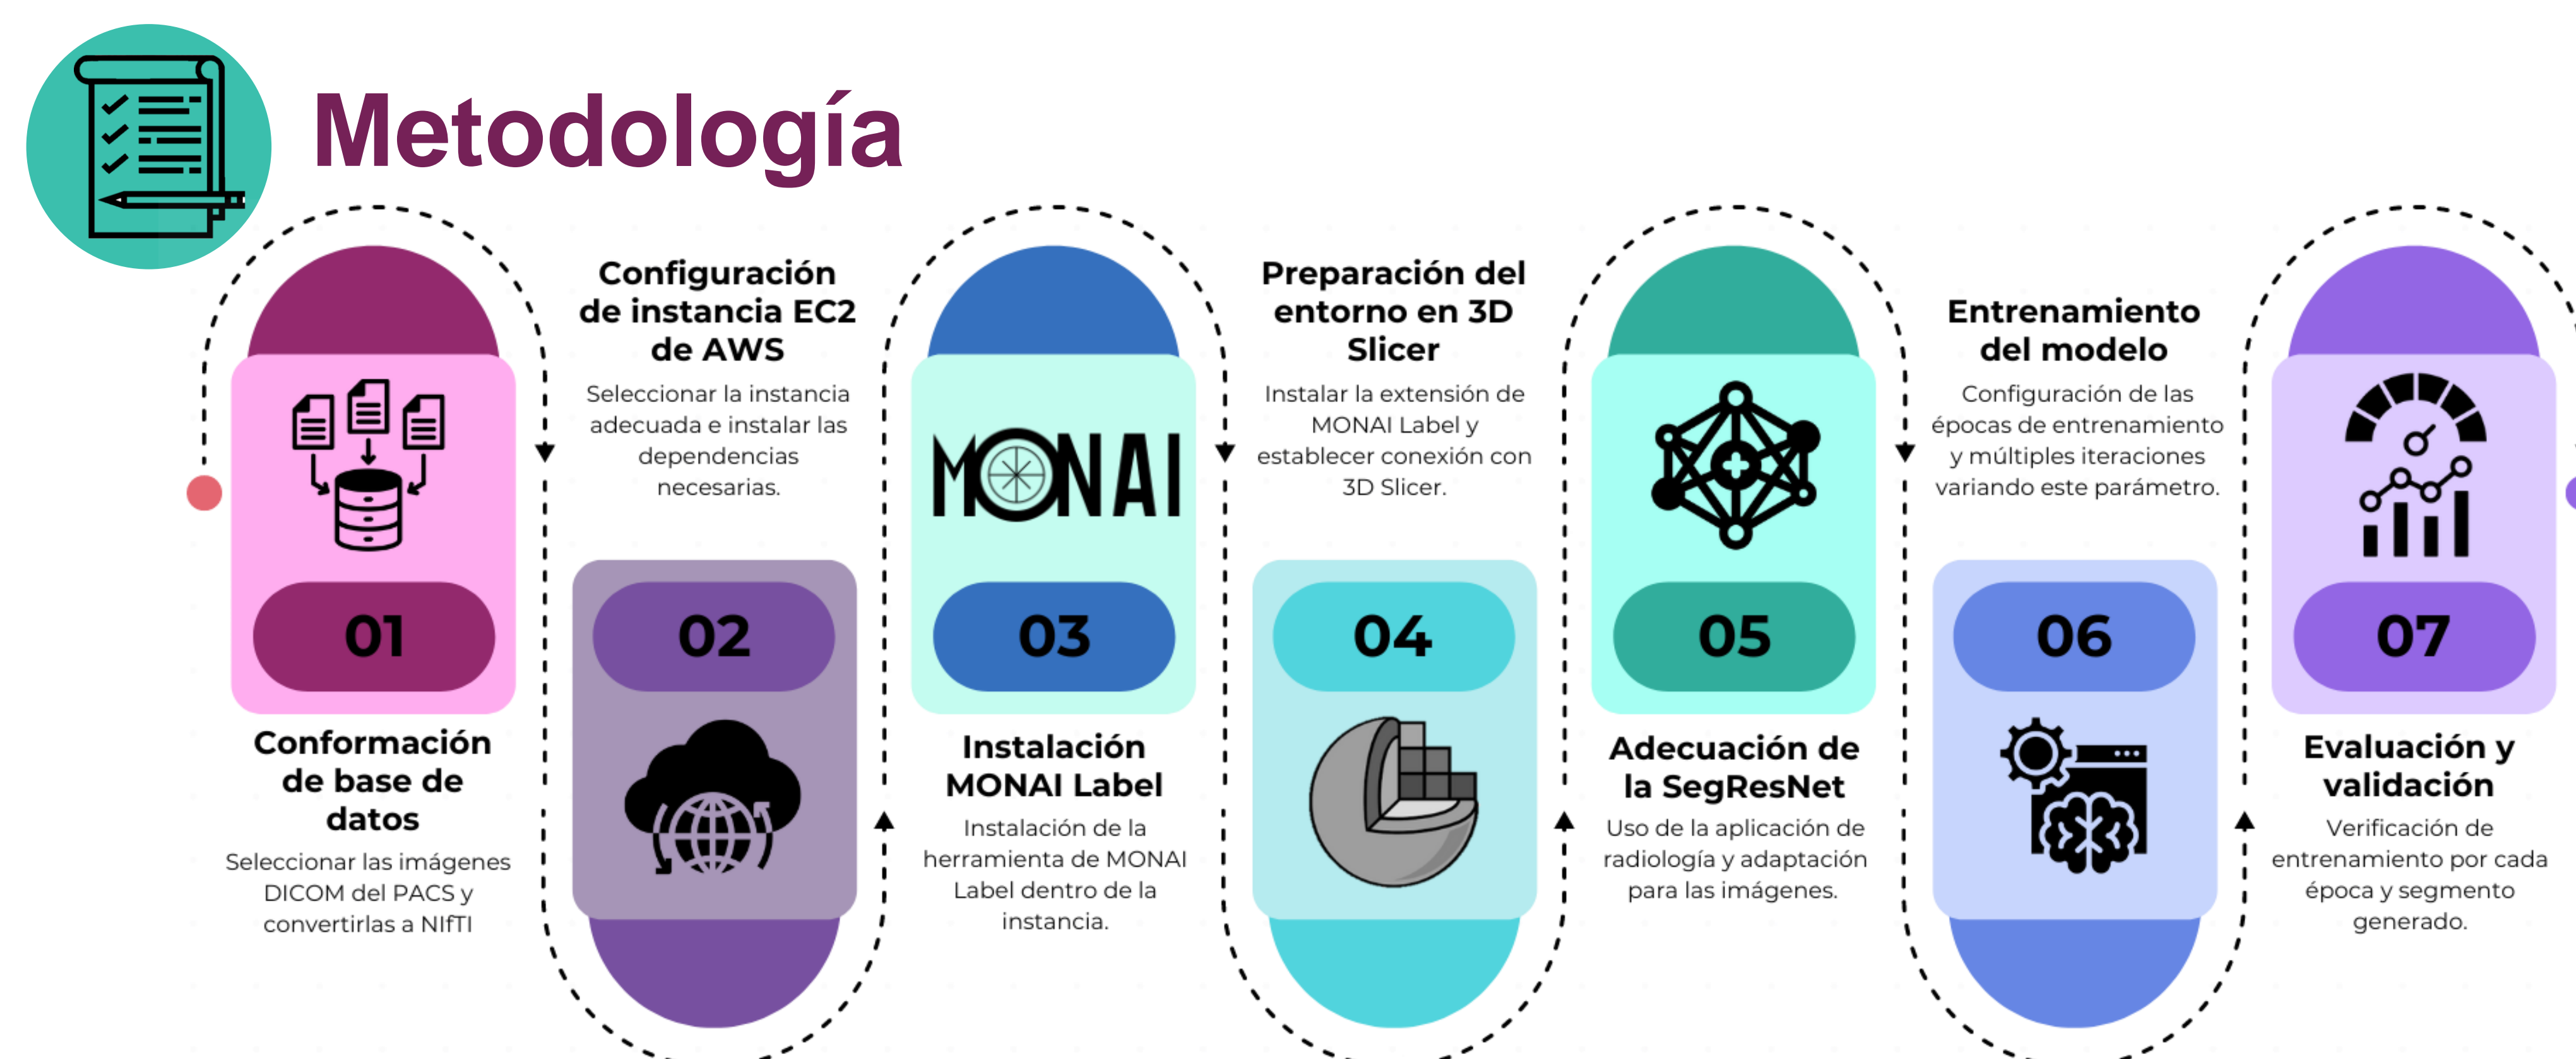 Metodología
01
Conformación
de base de
datos
Seleccionar las imágenes
DICOM del PACS y
convertirlas a NIfTI
Configuración
de instancia EC2
de AWS
Seleccionar la instancia
adecuada e instalar las
dependencias
necesarias.
02
MONAI
03
Instalación
MONAI Label
Instalación de la
herramienta de MONAI
Label dentro de la
instancia.
Preparación del
entorno en 3D
Slicer
Instalar la extensión de
MONAI Label y
establecer conexión con
3D Slicer.
04
05
Adecuación de
la SegResNet
Uso de la aplicación de
radiología y adaptación
para las imágenes.
Entrenamiento
del modelo
Configuración de las
épocas de entrenamiento
y múltiples iteraciones
variando este parámetro.
06
07
Evaluación y
validación
Verificación de
entrenamiento por cada
época y segmento
generado.